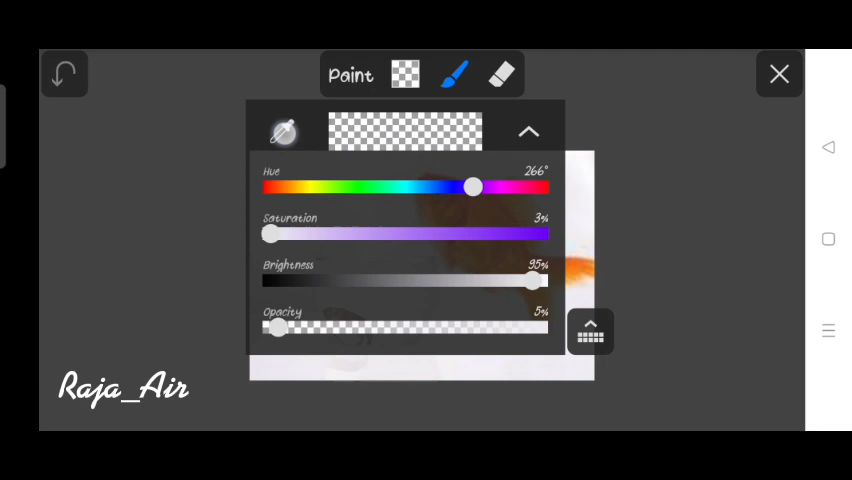 Paint
Hue 266°
Saturation 3%
Brightness 95%
Opacity 5%
Raja_Air